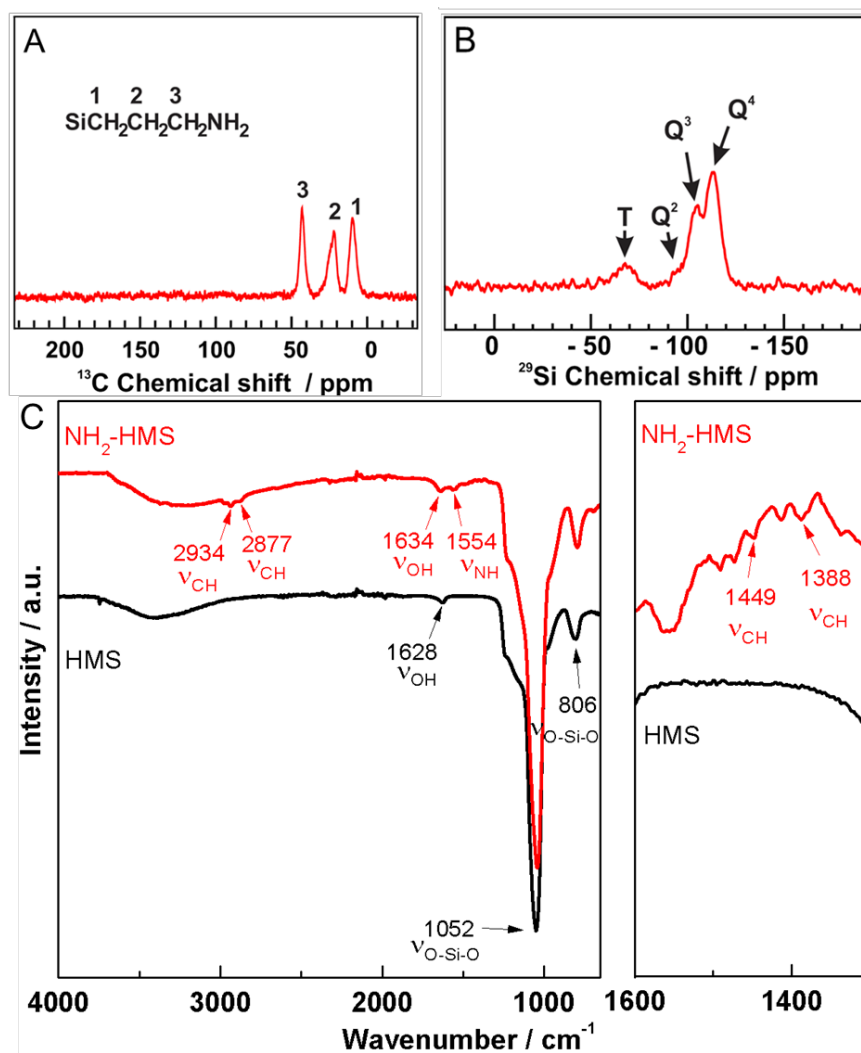 A
1 2 3
SiCH₂CH₂CH₂NH₂
3
2
1
200 150 100 50 0
¹³C Chemical shift / ppm
B
Q⁴
Q³
T
Q²
0 - 50 - 100 - 150
²⁹Si Chemical shift / ppm
C
NH₂-HMS
2934
νCH
2877
νCH
1634
νOH
1554
νNH
HMS
1628
νOH
806
νO-Si-O
1052
νO-Si-O
Intensity / a.u.
4000 3000 2000 1000
NH₂-HMS
1449
νCH
1388
νCH
HMS
1600 1400
Wavenumber / cm⁻¹